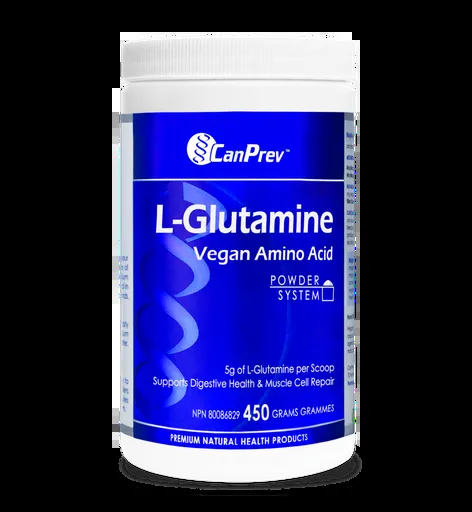 CanPrev™
L-Glutamine
Vegan Amino Acid
POWDER
SYSTEM
5g of L-Glutamine per Scoop
Supports Digestive Health & Muscle Cell Repair
NPN 80086829 450 GRAMS GRAMMES
PREMIUM NATURAL HEALTH PRODUCTS